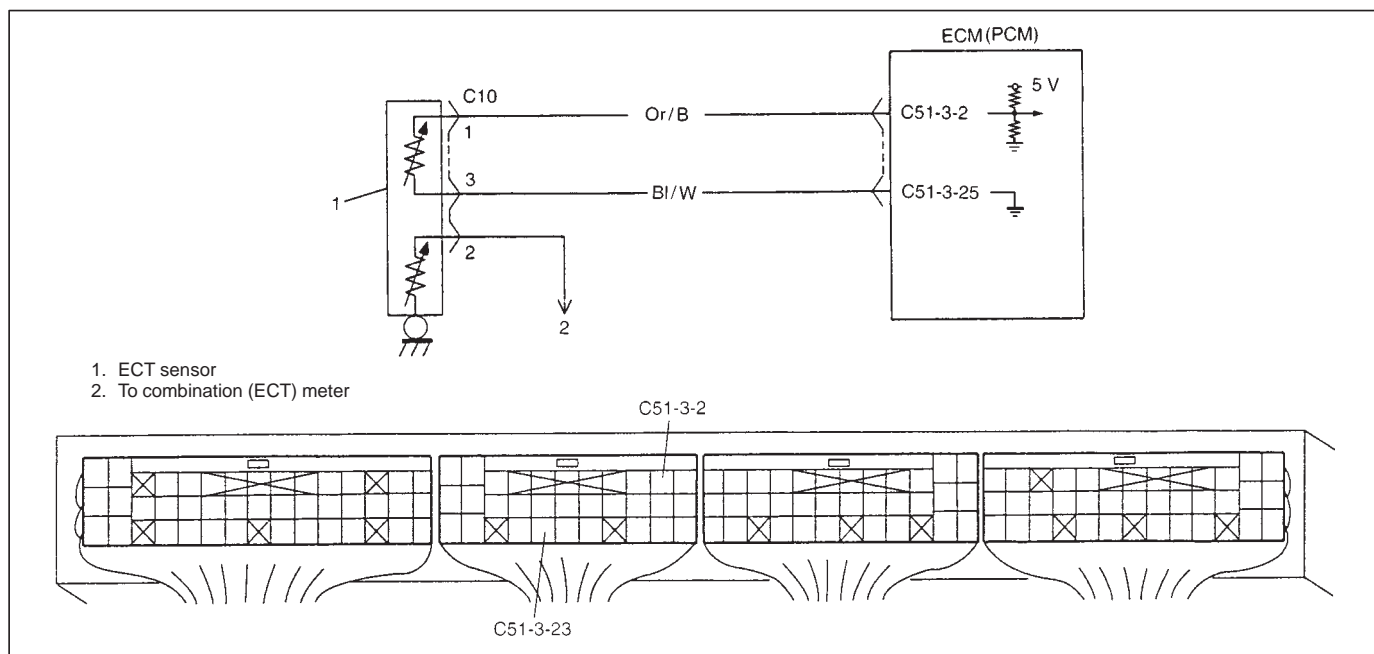 ECM (PCM)
5 V
C10
Or/B
C51-3-2
1
3
1
Bl/W
C51-3-25
2
2
1. ECT sensor
2. To combination (ECT) meter
C51-3-2
C51-3-23